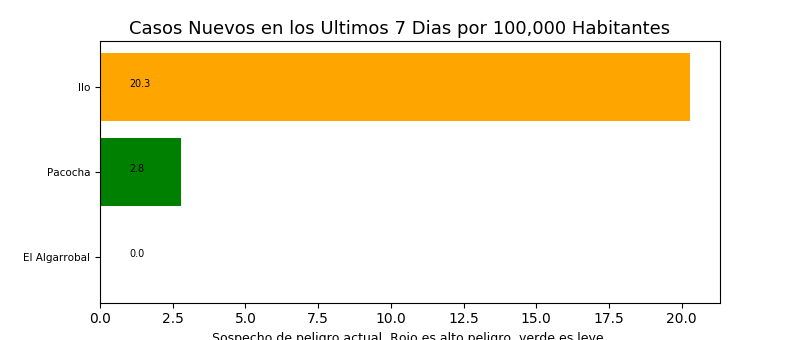 Casos Nuevos en los Ultimos 7 Dias por 100,000 Habitantes
Ilo
20.3
Pacocha
2.8
El Algarrobal
0.0
0.0 2.5 5.0 7.5 10.0 12.5 15.0 17.5 20.0
Sospecho de peligro actual. Rojo es alto peligro, verde es leve